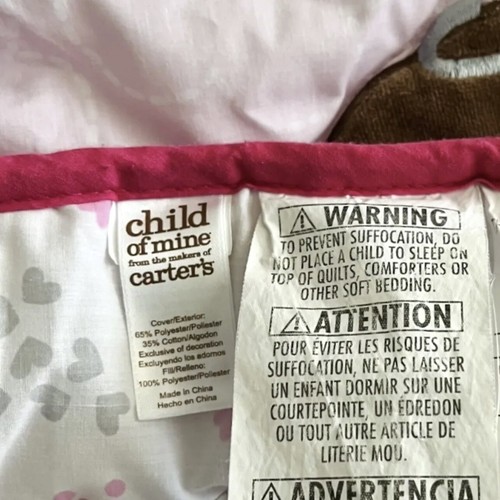 child
of mine
from the makers of
carter's
Cover/Exterior:
65% Polyester/Poliester
35% Cotton/Algodon
Exclusive of decoration
Excluyendo los adornos
Fill/Relleno:
100% Polyester/Poliester
Made in China
Hecho en China
⚠ WARNING
TO PREVENT SUFFOCATION, DO
NOT PLACE A CHILD TO SLEEP ON
TOP OF QUILTS, COMFORTERS OR
OTHER SOFT BEDDING.
⚠ ATTENTION
POUR ÉVITER LES RISQUES DE
SUFFOCATION, NE PAS LAISSER
UN ENFANT DORMIR SUR UNE
COURTEPOINTE, UN ÉDREDON
OU TOUT AUTRE ARTICLE DE
LITERIE MOU.
⚠ ADVERTENCIA